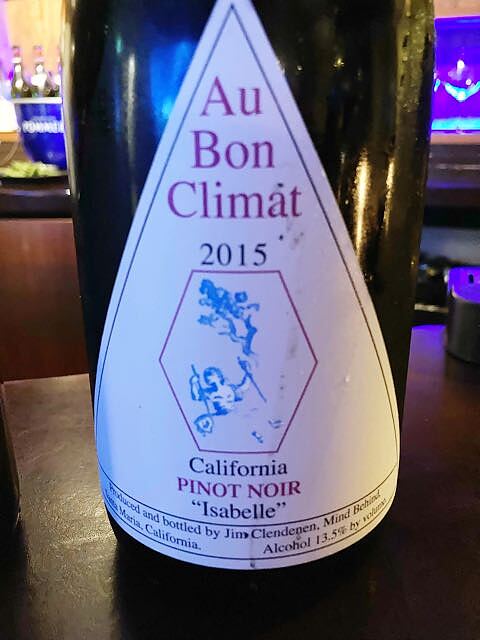 Au
Bon
Climat
2015
California
PINOT NOIR
"Isabelle"
Produced and bottled by Jim Clendenen, Mind Behind,
Maria, California.
Alcohol 13.5% by volume.
POMMERY